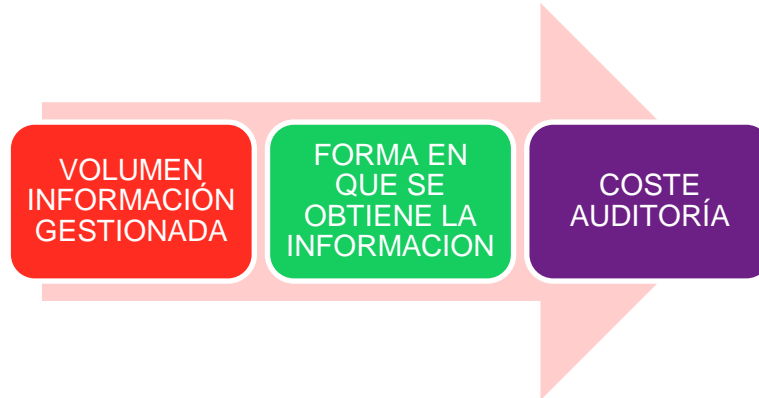 VOLUMEN
INFORMACIÓN
GESTIONADA
FORMA EN
QUE SE
OBTIENE LA
INFORMACION
COSTE
AUDITORÍA